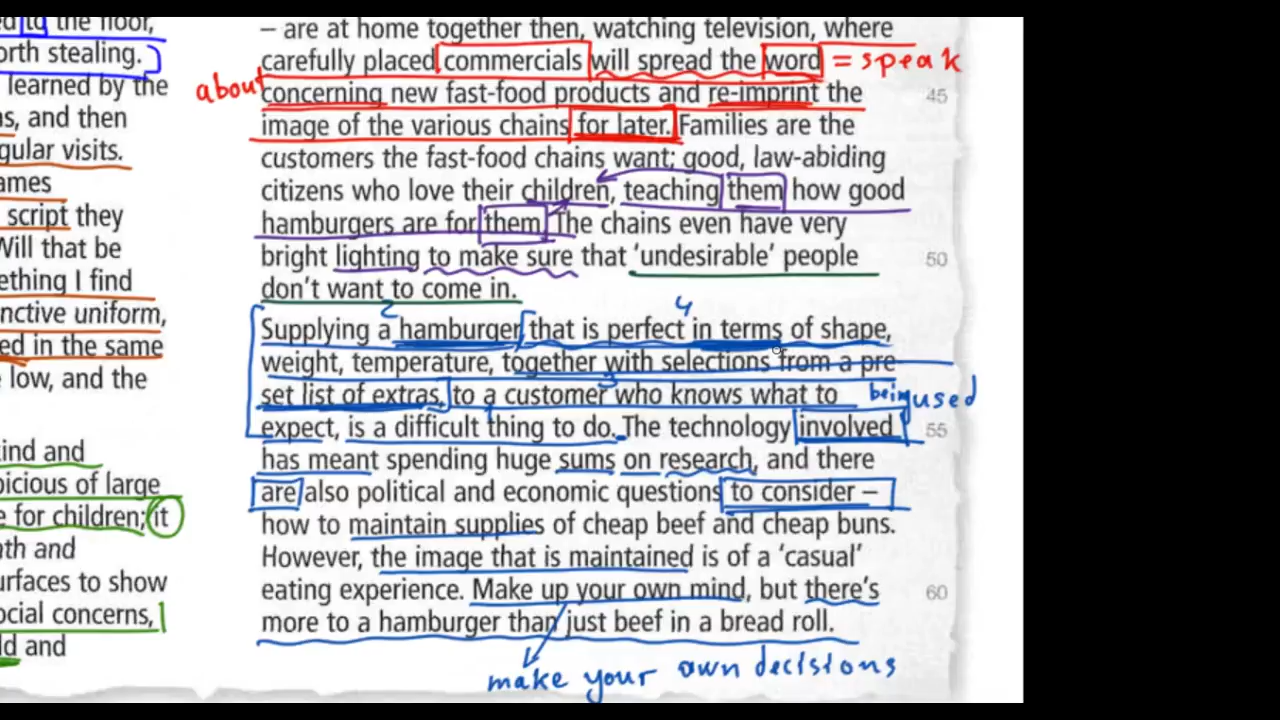 ed to the floor,
orth stealing.
learned by the
ns, and then
gular visits.
ames
script they
Will that be
ething I find
nctive uniform,
ed in the same
e low, and the
kind and
picious of large
e for children; it
ath and
urfaces to show
ocial concerns,
ld and
– are at home together then, watching television, where
carefully placed commercials will spread the word = speak
about
concerning new fast-food products and re-imprint the 45
image of the various chains for later. Families are the
customers the fast-food chains want; good, law-abiding
citizens who love their children, teaching them how good
hamburgers are for them. The chains even have very
bright lighting to make sure that ‘undesirable’ people 50
don’t want to come in.
2 4
Supplying a hamburger that is perfect in terms of shape,
weight, temperature, together with selections from a pre
3
set list of extras, to a customer who knows what to being used
1
expect, is a difficult thing to do. The technology involved 55
has meant spending huge sums on research, and there
are also political and economic questions to consider –
how to maintain supplies of cheap beef and cheap buns.
However, the image that is maintained is of a ‘casual’
eating experience. Make up your own mind, but there’s 60
more to a hamburger than just beef in a bread roll.
make your own decisions